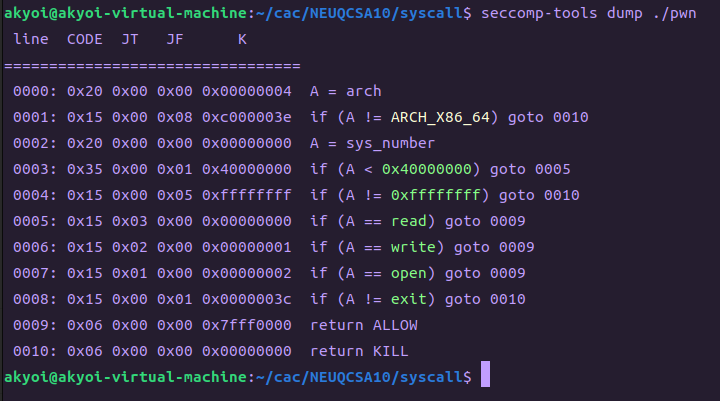 akyoi@akyoi-virtual-machine:~/cac/NEUQCSA10/syscall$ seccomp-tools dump ./pwn
 line  CODE  JT   JF      K
=================================
 0000: 0x20 0x00 0x00 0x00000004  A = arch
 0001: 0x15 0x00 0x08 0xc000003e  if (A != ARCH_X86_64) goto 0010
 0002: 0x20 0x00 0x00 0x00000000  A = sys_number
 0003: 0x35 0x00 0x01 0x40000000  if (A < 0x40000000) goto 0005
 0004: 0x15 0x00 0x05 0xffffffff  if (A != 0xffffffff) goto 0010
 0005: 0x15 0x03 0x00 0x00000000  if (A == read) goto 0009
 0006: 0x15 0x02 0x00 0x00000001  if (A == write) goto 0009
 0007: 0x15 0x01 0x00 0x00000002  if (A == open) goto 0009
 0008: 0x15 0x00 0x01 0x0000003c  if (A != exit) goto 0010
 0009: 0x06 0x00 0x00 0x7fff0000  return ALLOW
 0010: 0x06 0x00 0x00 0x00000000  return KILL
akyoi@akyoi-virtual-machine:~/cac/NEUQCSA10/syscall$